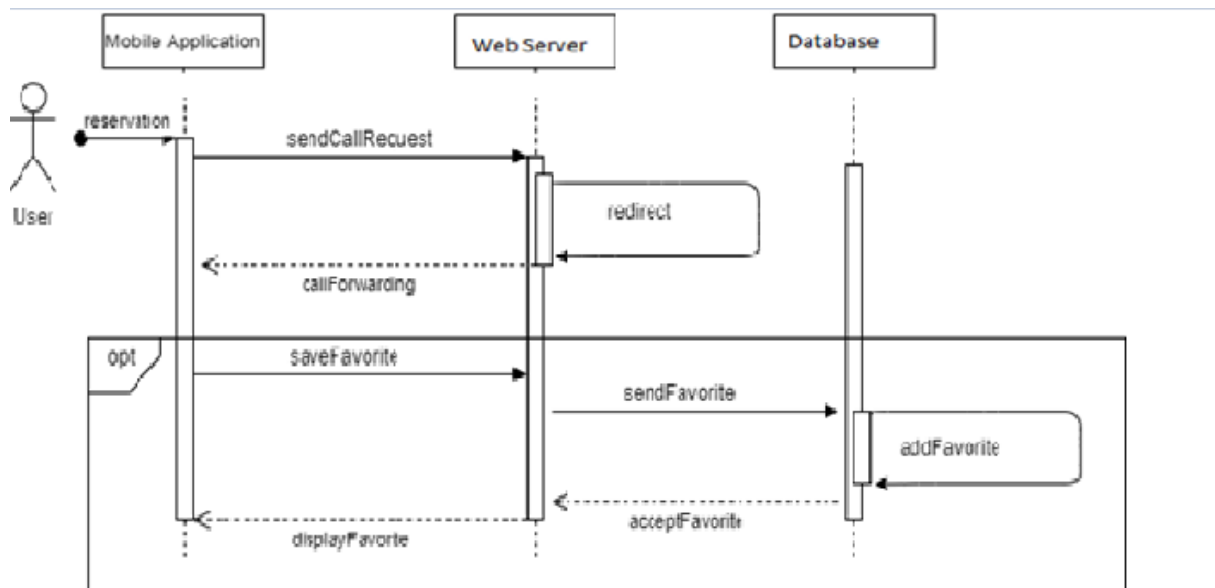 Mobile Application
Web Server
Database
reservation
sendCallRecuest
User
redirect
callForwarding
opt
saveFavorite
sendFavorite
addFavorite
acceptFavorite
displayFavorte